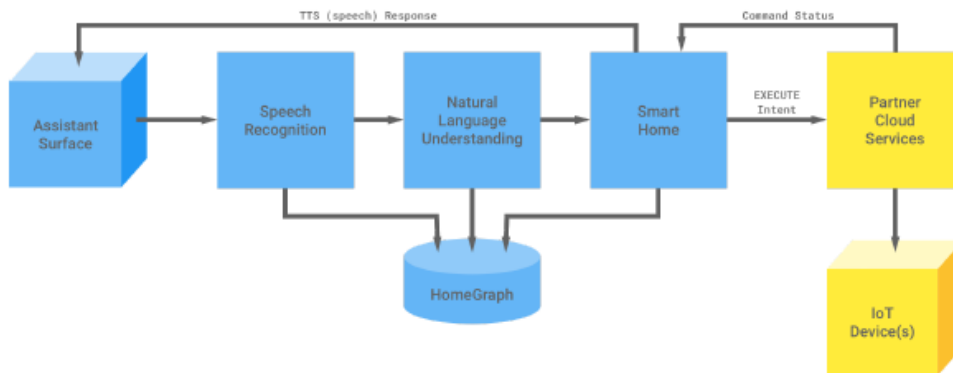 TTS (speech) Response
Command Status
Assistant
Surface
Speech
Recognition
Natural
Language
Understanding
Smart
Home
EXECUTE
Intent
Partner
Cloud
Services
HomeGraph
IoT
Device(s)